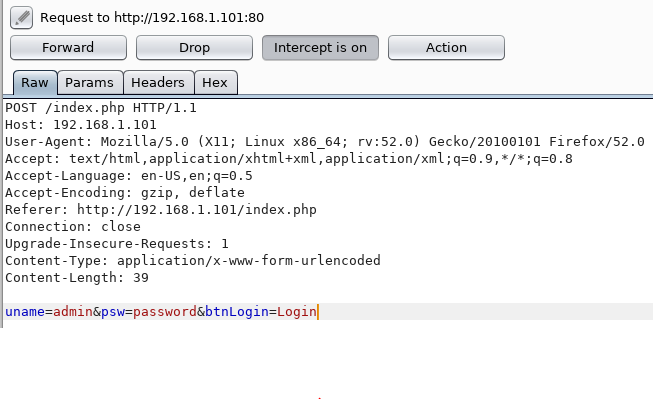 Request to http://192.168.1.101:80
Forward Drop Intercept is on Action
Raw Params Headers Hex
POST /index.php HTTP/1.1
Host: 192.168.1.101
User-Agent: Mozilla/5.0 (X11; Linux x86_64; rv:52.0) Gecko/20100101 Firefox/52.0
Accept: text/html,application/xhtml+xml,application/xml;q=0.9,*/*;q=0.8
Accept-Language: en-US,en;q=0.5
Accept-Encoding: gzip, deflate
Referer: http://192.168.1.101/index.php
Connection: close
Upgrade-Insecure-Requests: 1
Content-Type: application/x-www-form-urlencoded
Content-Length: 39
uname=admin&psw=password&btnLogin=Login